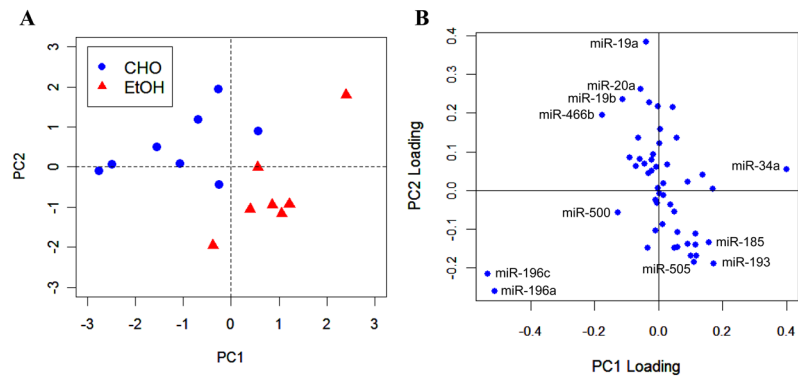 A
B
CHO
EtOH
3
2
1
0
-1
-2
-3
PC2
-3
-2
-1
0
1
2
3
PC1
miR-19a
miR-20a
miR-19b
miR-466b
miR-34a
miR-500
miR-185
miR-505
miR-193
miR-196c
miR-196a
0.4
0.3
0.2
0.1
0.0
-0.1
-0.2
PC2 Loading
-0.4
-0.2
0.0
0.2
0.4
PC1 Loading